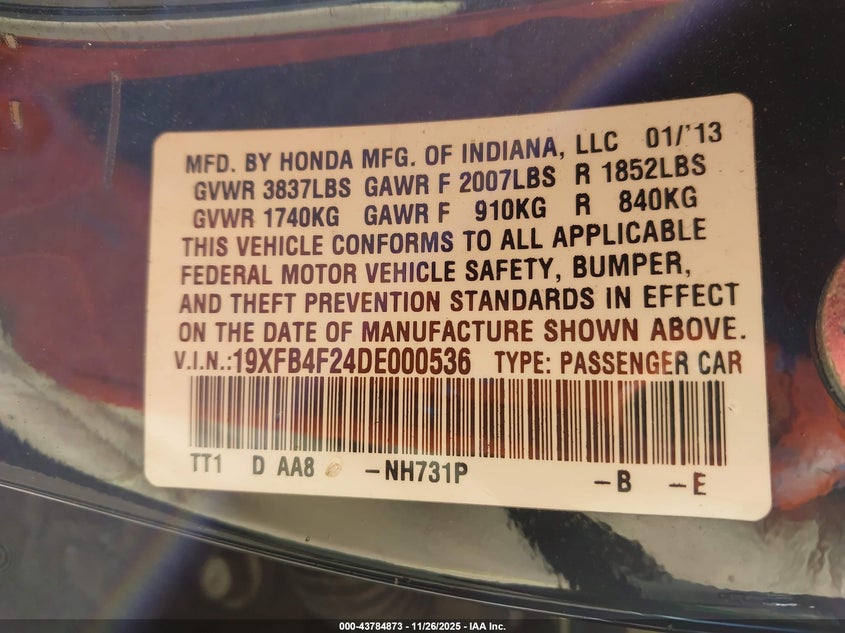 MFD. BY HONDA MFG. OF INDIANA, LLC 01/'13
GVWR 3837LBS GAWR F 2007LBS R 1852LBS
GVWR 1740KG GAWR F 910KG R 840KG
THIS VEHICLE CONFORMS TO ALL APPLICABLE
FEDERAL MOTOR VEHICLE SAFETY, BUMPER,
AND THEFT PREVENTION STANDARDS IN EFFECT
ON THE DATE OF MANUFACTURE SHOWN ABOVE.
V.I.N.:19XFB4F24DE000536 TYPE: PASSENGER CAR
TT1 D AA8 -NH731P -B -E
000-43784873 - 11/26/2025 - IAA Inc.